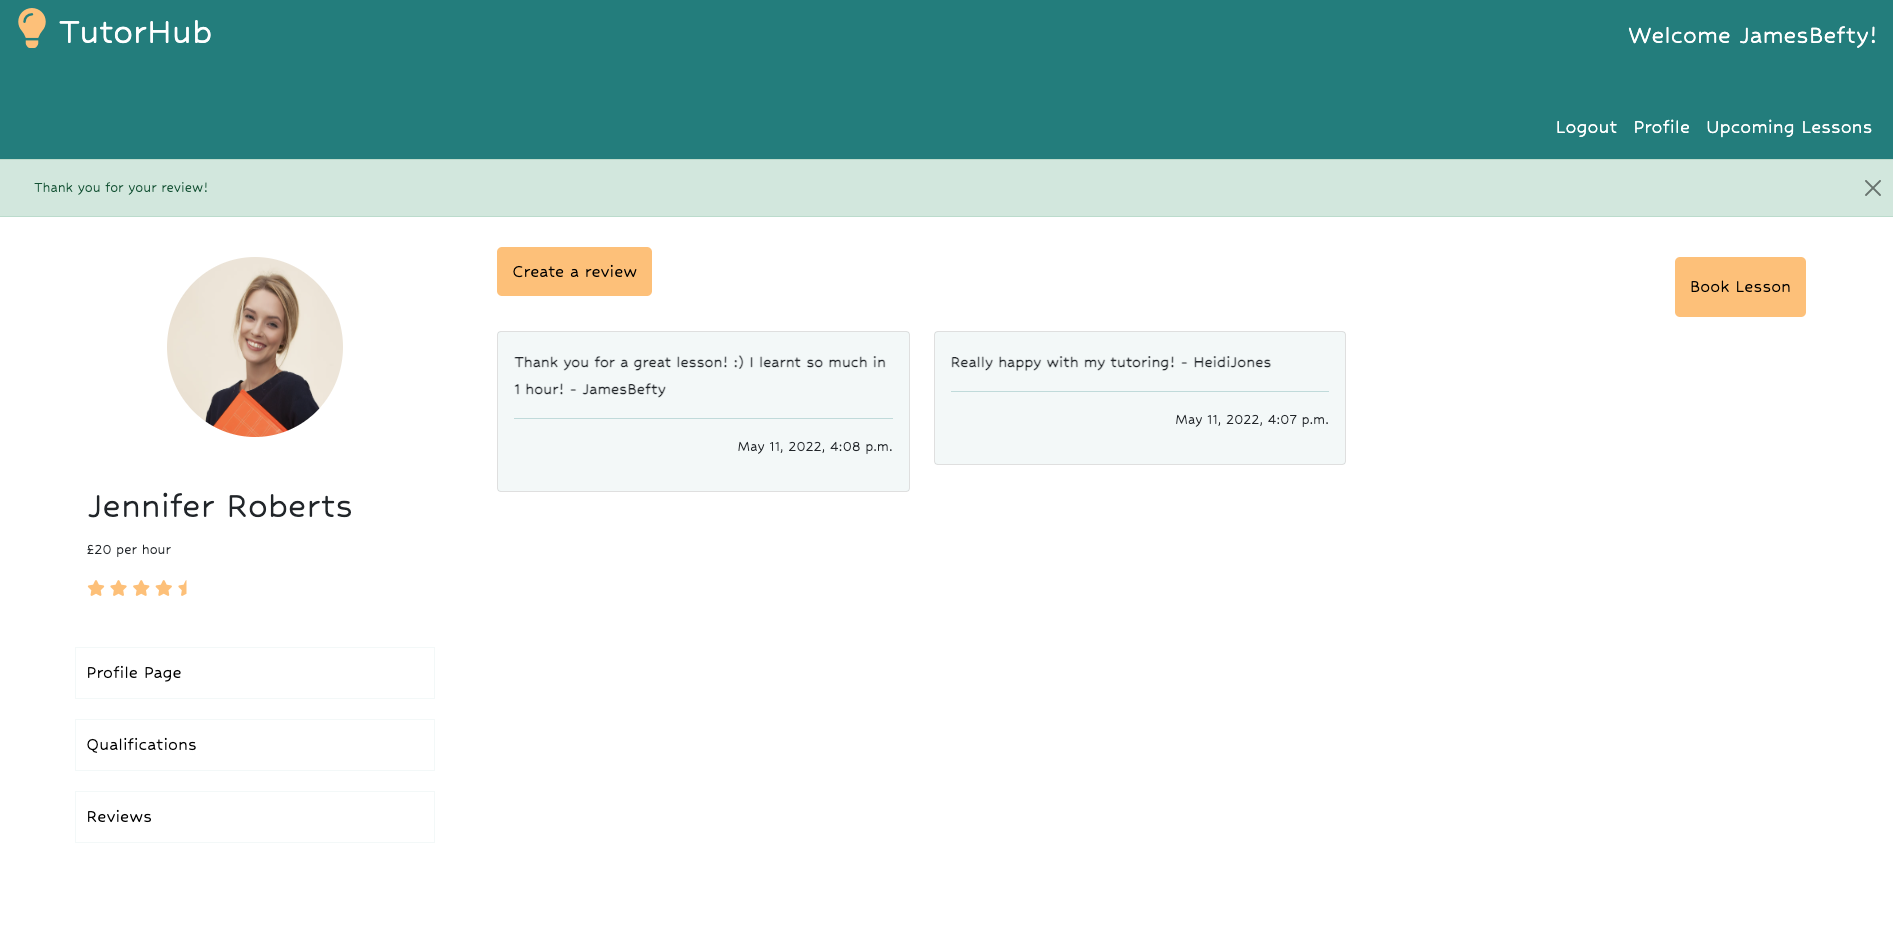 TutorHub
Welcome JamesBefty!
Logout Profile Upcoming Lessons
Thank you for your review!
Create a review
Book Lesson
Thank you for a great lesson! :) I learnt so much in
1 hour! - JamesBefty
May 11, 2022, 4:08 p.m.
Really happy with my tutoring! - HeidiJones
May 11, 2022, 4:07 p.m.
Jennifer Roberts
£20 per hour
Profile Page
Qualifications
Reviews